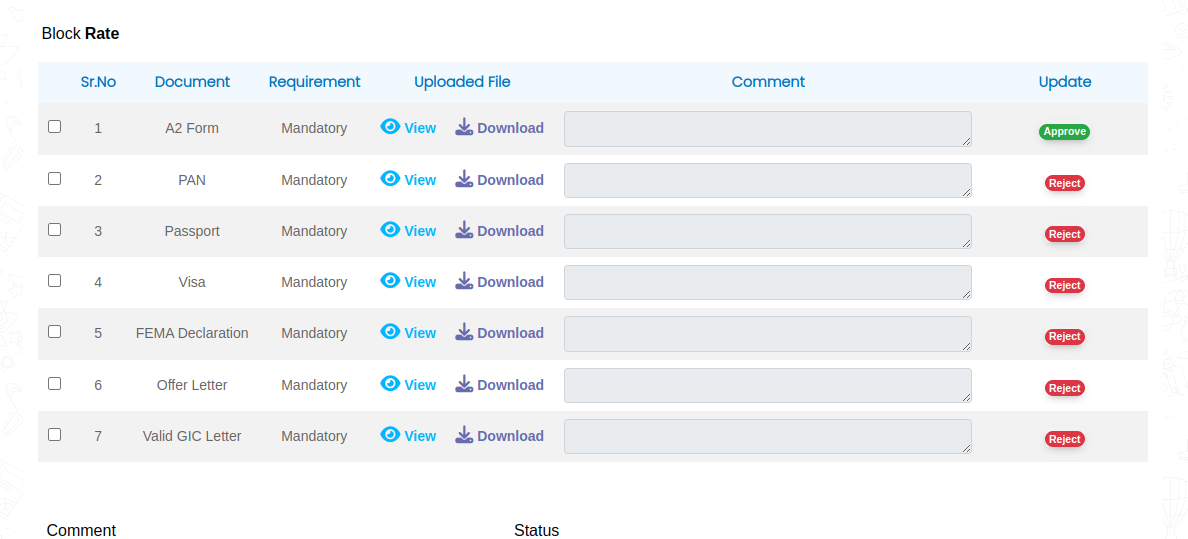 Block Rate
Sr.No Document Requirement Uploaded File Comment Update
1 A2 Form Mandatory View Download Approve
2 PAN Mandatory View Download Reject
3 Passport Mandatory View Download Reject
4 Visa Mandatory View Download Reject
5 FEMA Declaration Mandatory View Download Reject
6 Offer Letter Mandatory View Download Reject
7 Valid GIC Letter Mandatory View Download Reject
Comment Status